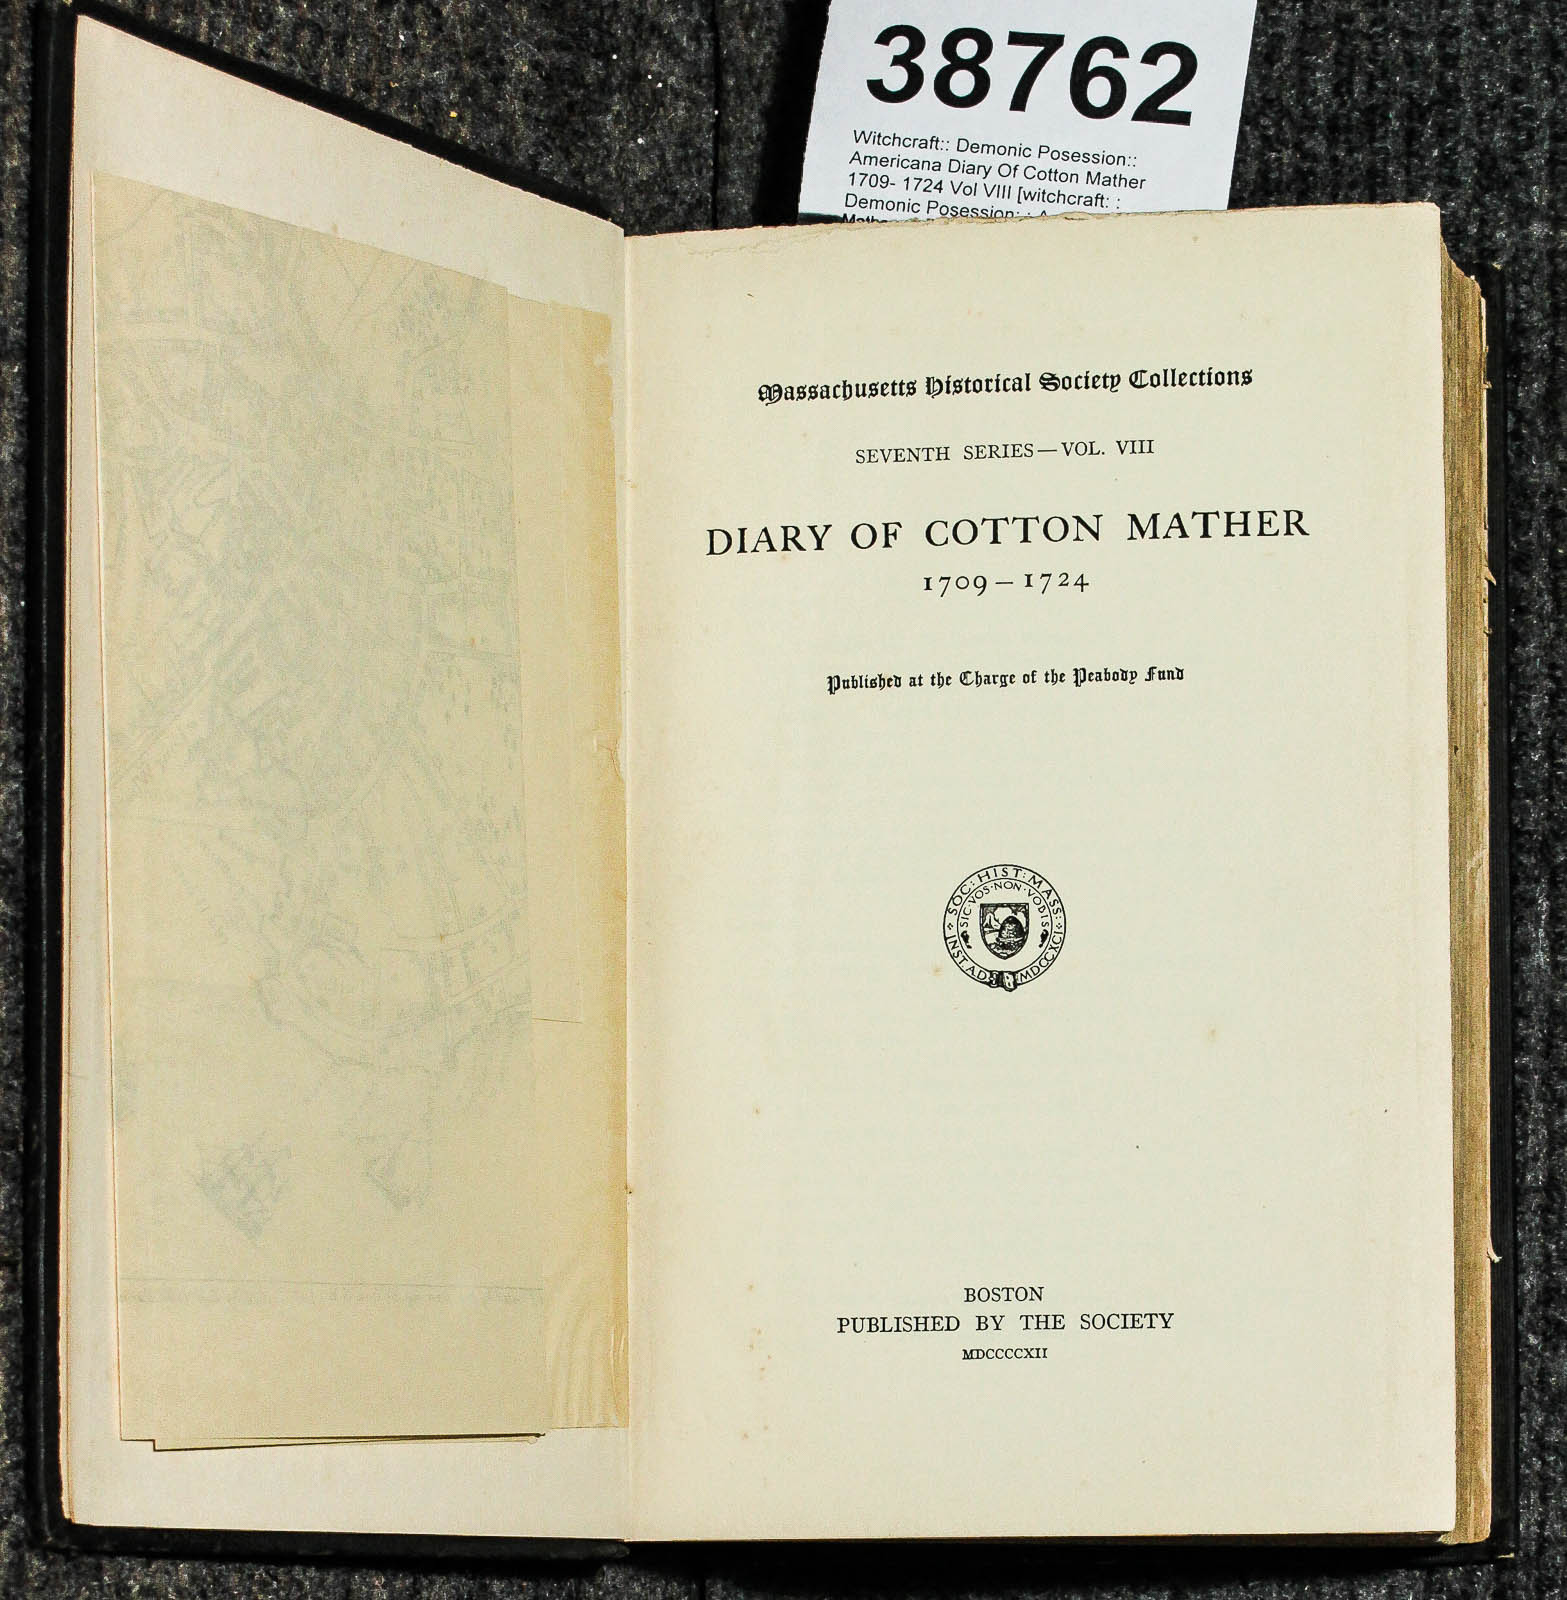 38762
Witchcraft:: Demonic Posession::
Americana Diary Of Cotton Mather
1709- 1724 Vol VIII [witchcraft: :
Demonic Posession: :
Massachusetts Historical Society Collections
SEVENTH SERIES—VOL. VIII
DIARY OF COTTON MATHER
1709–1724
Published at the Charge of the Peabody Fund
SOC: HIST: MASS:
INST. A.D. MDCCXCI
SIC·VOS·NON·VOBIS
BOSTON
PUBLISHED BY THE SOCIETY
MDCCCCXII